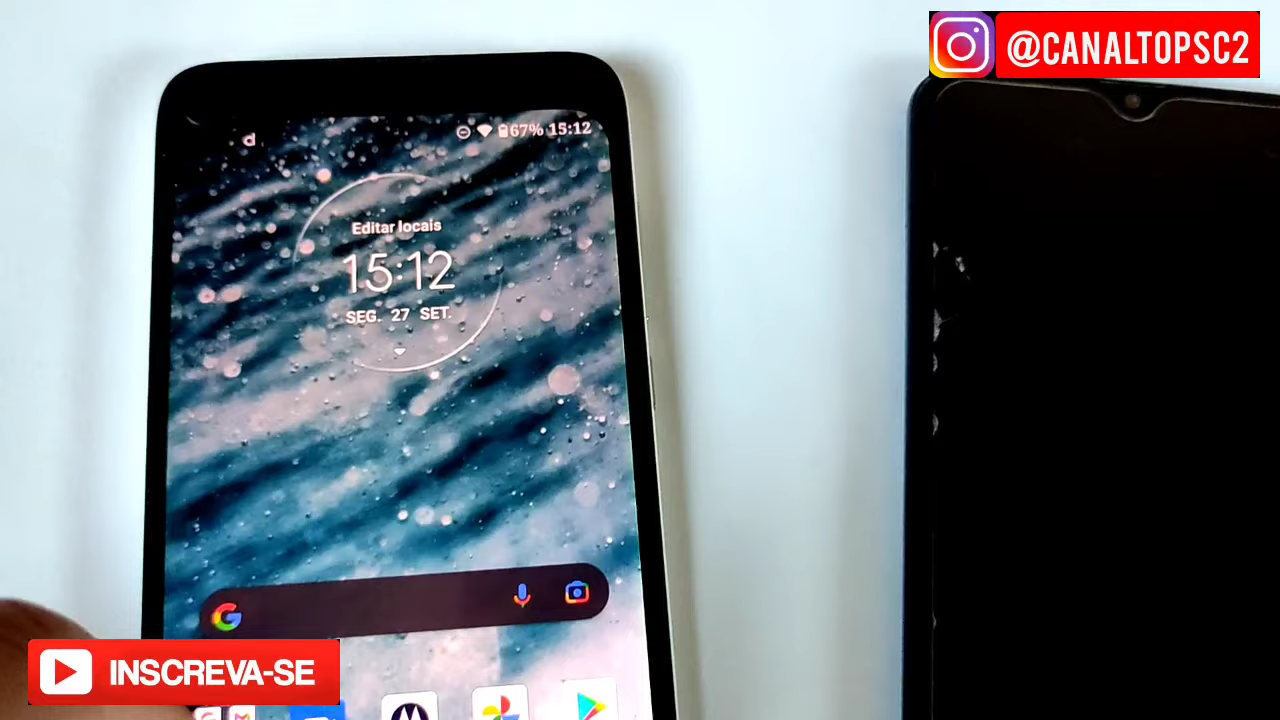 @CANALTOPSC2
67% 15:12
Editar locais
15:12
SEG. 27 SET.
INSCREVA-SE